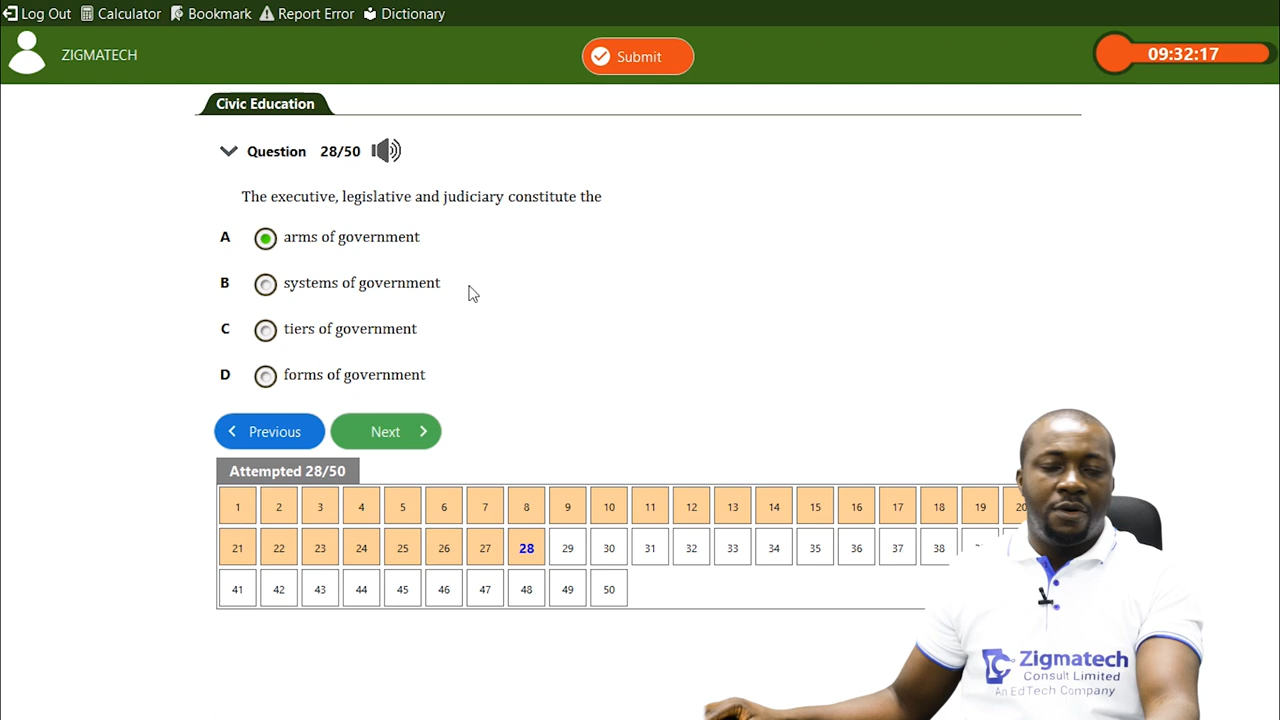 Log Out Calculator Bookmark Report Error Dictionary
ZIGMATECH
Submit
09:32:17
Civic Education
Question 28/50
The executive, legislative and judiciary constitute the
A arms of government
B systems of government
C tiers of government
D forms of government
Previous Next
Attempted 28/50
1 2 3 4 5 6 7 8 9 10 11 12 13 14 15 16 17 18 19 20
21 22 23 24 25 26 27 28 29 30 31 32 33 34 35 36 37 38
41 42 43 44 45 46 47 48 49 50
Zigmatech
Consult Limited
An EdTech Company